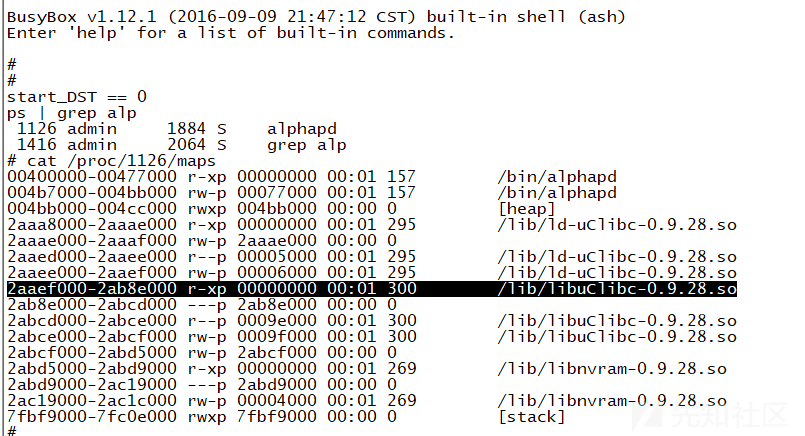 BusyBox v1.12.1 (2016-09-09 21:47:12 CST) built-in shell (ash)
Enter 'help' for a list of built-in commands.
#
#
start_DST == 0
ps | grep alp
 1126 admin     1884 S    alphapd
 1416 admin     2064 S    grep alp
# cat /proc/1126/maps
00400000-00477000 r-xp 00000000 00:01 157        /bin/alphapd
004b7000-004bb000 rw-p 00077000 00:01 157        /bin/alphapd
004bb000-004cc000 rwxp 004bb000 00:00 0          [heap]
2aaa8000-2aaae000 r-xp 00000000 00:01 295        /lib/ld-uClibc-0.9.28.so
2aaae000-2aaaf000 rw-p 2aaae000 00:00 0
2aaed000-2aaee000 r--p 00005000 00:01 295        /lib/ld-uClibc-0.9.28.so
2aaee000-2aaef000 rw-p 00006000 00:01 295        /lib/ld-uClibc-0.9.28.so
2aaef000-2ab8e000 r-xp 00000000 00:01 300        /lib/libuClibc-0.9.28.so
2ab8e000-2abcd000 ---p 2ab8e000 00:00 0
2abcd000-2abce000 r--p 0009e000 00:01 300        /lib/libuClibc-0.9.28.so
2abce000-2abcf000 rw-p 0009f000 00:01 300        /lib/libuClibc-0.9.28.so
2abcf000-2abd5000 rw-p 2abcf000 00:00 0
2abd5000-2abd9000 r-xp 00000000 00:01 269        /lib/libnvram-0.9.28.so
2abd9000-2ac19000 ---p 2abd9000 00:00 0
2ac19000-2ac1c000 rw-p 00004000 00:01 269        /lib/libnvram-0.9.28.so
7fbf9000-7fc0e000 rwxp 7fbf9000 00:00 0          [stack]
#
先知社区